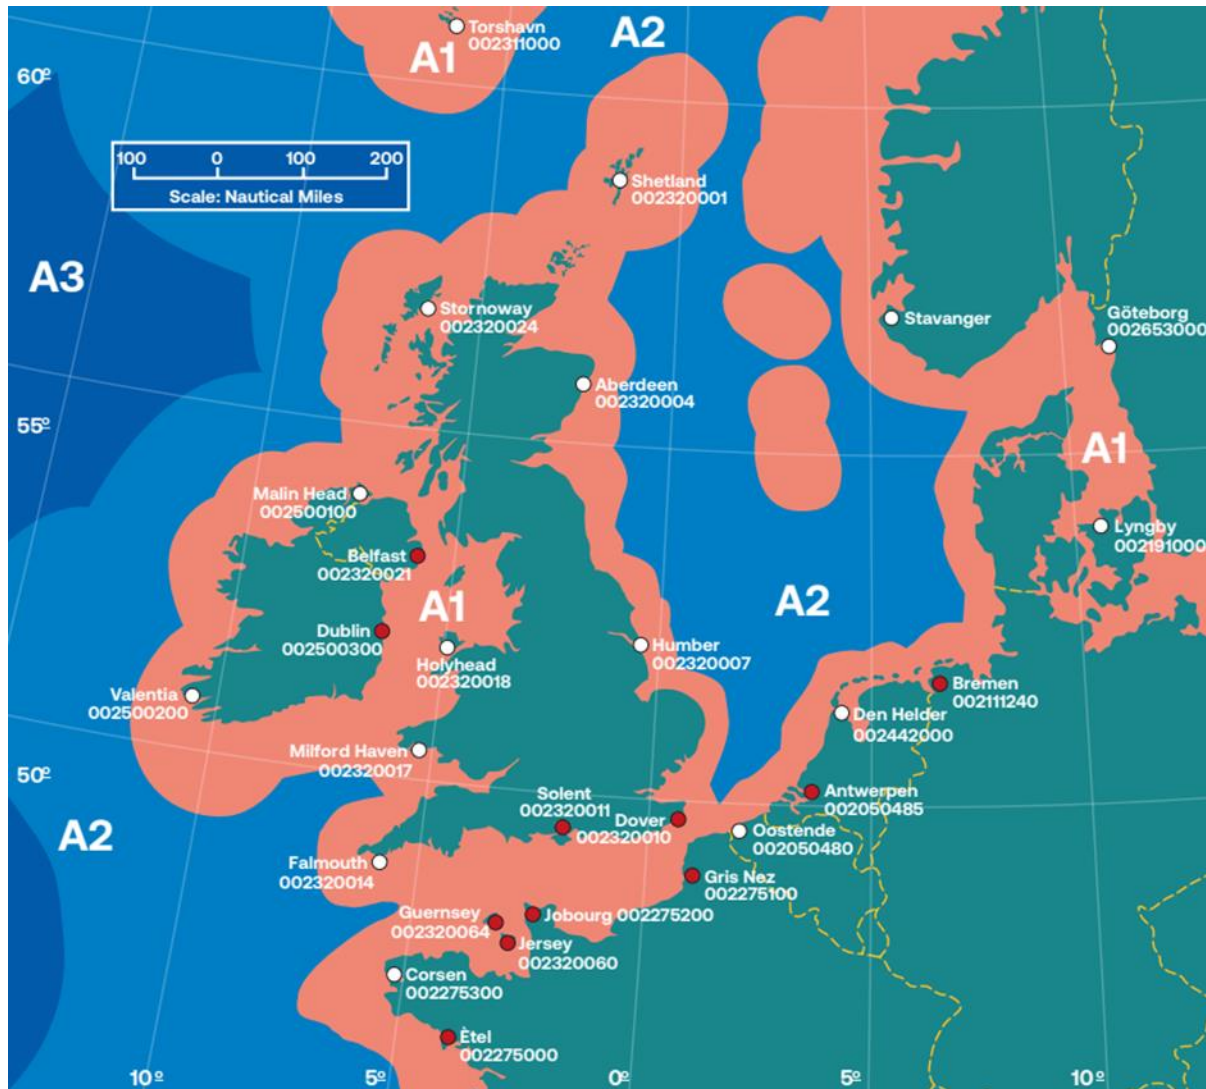 Torshavn
002311000
A2
A1
60º
100 0 100 200
Scale: Nautical Miles
Shetland
002320001
A3
Stornoway
002320024
Stavanger
Göteborg
002653000
Aberdeen
002320004
55º
A1
Malin Head
002500100
Lyngby
002191000
Belfast
002320021
A1
A2
Dublin
002500300
Humber
002320007
Holyhead
002320018
Valentia
002500200
Bremen
002111240
Den Helder
002442000
Milford Haven
002320017
50º
Solent
002320011
Antwerpen
002050485
Dover
002320010
A2
Oostende
002050480
Falmouth
002320014
Gris Nez
002275100
Guernsey
002320064
Jobourg 002275200
Jersey
002320060
Corsen
002275300
Ètel
002275000
10º 5º 0º 5º 10º